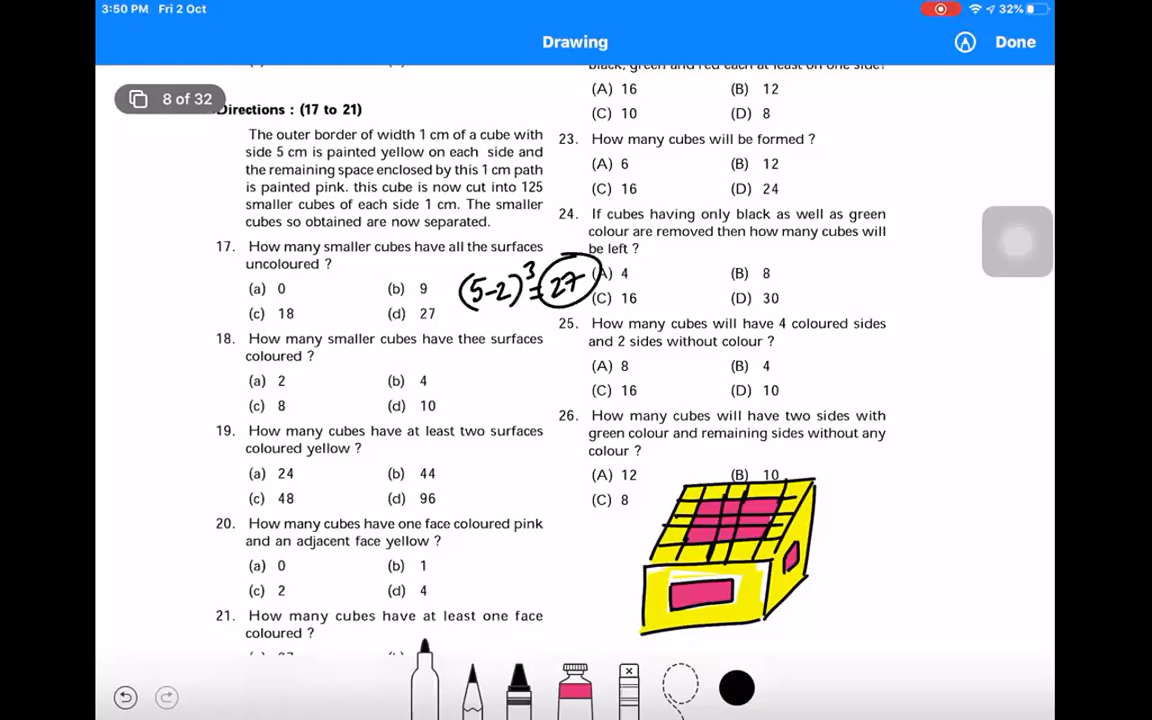 3:50 PM Fri 2 Oct
32%
Drawing
Done
8 of 32
Directions : (17 to 21)
The outer border of width 1 cm of a cube with
side 5 cm is painted yellow on each side and
the remaining space enclosed by this 1 cm path
is painted pink. this cube is now cut into 125
smaller cubes of each side 1 cm. The smaller
cubes so obtained are now separated.
17. How many smaller cubes have all the surfaces
uncoloured ?
(a) 0 (b) 9
(c) 18 (d) 27
(5-2)³ = 27
18. How many smaller cubes have thee surfaces
coloured ?
(a) 2 (b) 4
(c) 8 (d) 10
19. How many cubes have at least two surfaces
coloured yellow ?
(a) 24 (b) 44
(c) 48 (d) 96
20. How many cubes have one face coloured pink
and an adjacent face yellow ?
(a) 0 (b) 1
(c) 2 (d) 4
21. How many cubes have at least one face
coloured ?
black, green and red each at least on one side?
(A) 16 (B) 12
(C) 10 (D) 8
23. How many cubes will be formed ?
(A) 6 (B) 12
(C) 16 (D) 24
24. If cubes having only black as well as green
colour are removed then how many cubes will
be left ?
(A) 4 (B) 8
(C) 16 (D) 30
25. How many cubes will have 4 coloured sides
and 2 sides without colour ?
(A) 8 (B) 4
(C) 16 (D) 10
26. How many cubes will have two sides with
green colour and remaining sides without any
colour ?
(A) 12 (B) 10
(C) 8